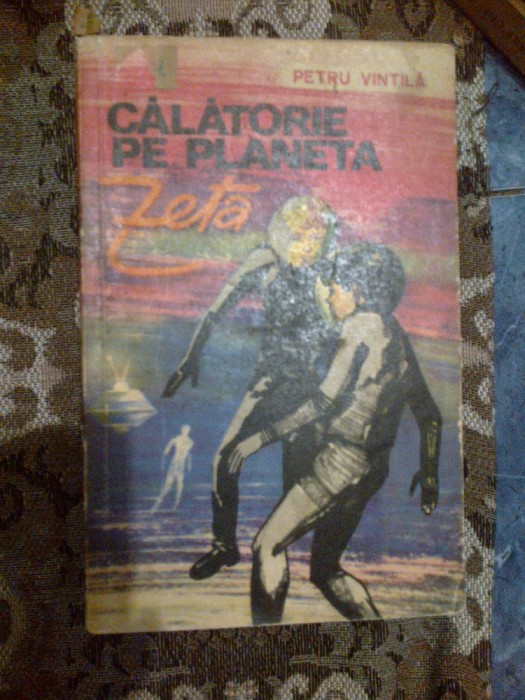 PETRU VINTILĂ
CĂLĂTORIE
PE PLANETA
Zeta